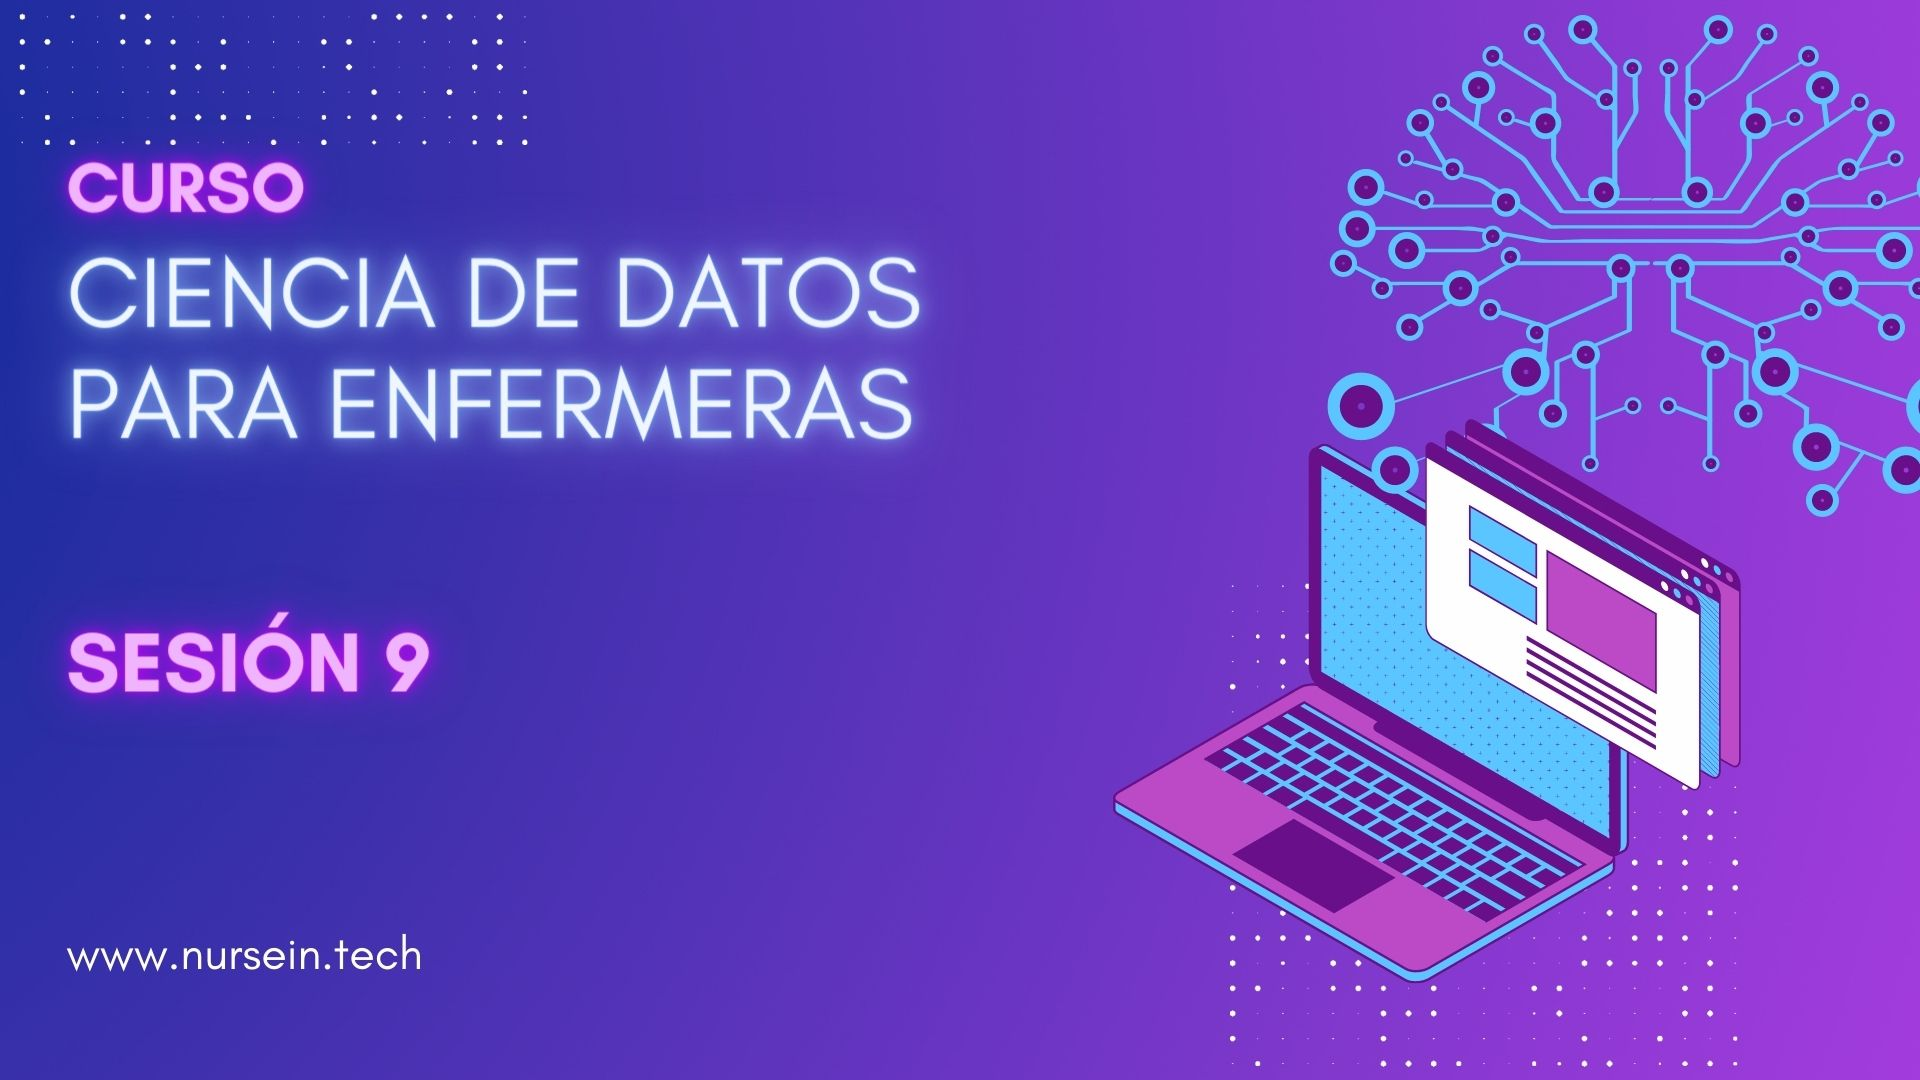 CURSO
CIENCIA DE DATOS
PARA ENFERMERAS
SESIÓN 9
www.nursein.tech